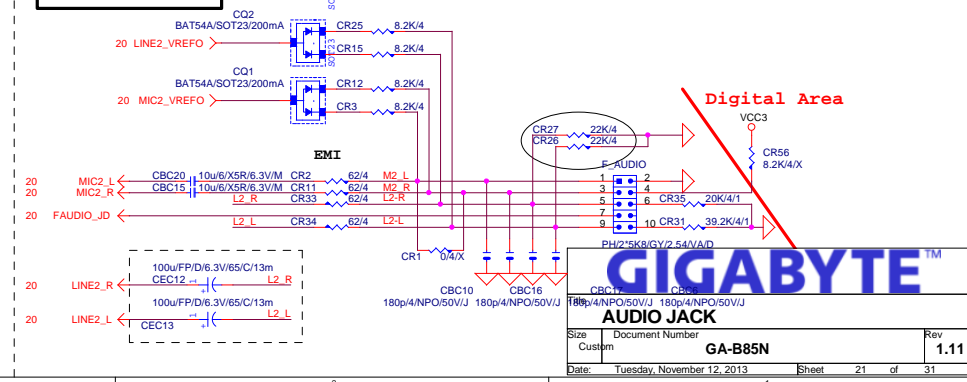 CQ2
BAT54A/SOT23/200mA
SOT23
20 LINE2_VREFO
CR25 8.2K/4
CR15 8.2K/4
CQ1
BAT54A/SOT23/200mA
20 MIC2_VREFO
CR12 8.2K/4
CR3 8.2K/4
Digital Area
VCC3
CR56
8.2K/4/X
CR27 22K/4
CR26 22K/4
EMI
F_AUDIO
20 MIC2_L CBC20 10u/6/X5R/6.3V/M CR2 62/4 M2_L 1 2
20 MIC2_R CBC15 10u/6/X5R/6.3V/M CR11 62/4 M2_R 3 4
L2_R CR33 62/4 L2-R 5 6 CR35 20K/4/1
20 FAUDIO_JD 7
L2_L CR34 62/4 L2-L 9 10 CR31 39.2K/4/1
PH/2*5K8/GY/2.54/VA/D
CR1 0/4/X
CBC10 CBC16 CBC17 CBC6
180p/4/NPO/50V/J 180p/4/NPO/50V/J 180p/4/NPO/50V/J 180p/4/NPO/50V/J
100u/FP/D/6.3V/65/C/13m
20 LINE2_R CEC12 1 + L2_R
100u/FP/D/6.3V/65/C/13m
20 LINE2_L CEC13 1 + L2_L
GIGABYTE™
Title
AUDIO JACK
Size Document Number Rev
Custom GA-B85N 1.11
Date: Tuesday, November 12, 2013 Sheet 21 of 31